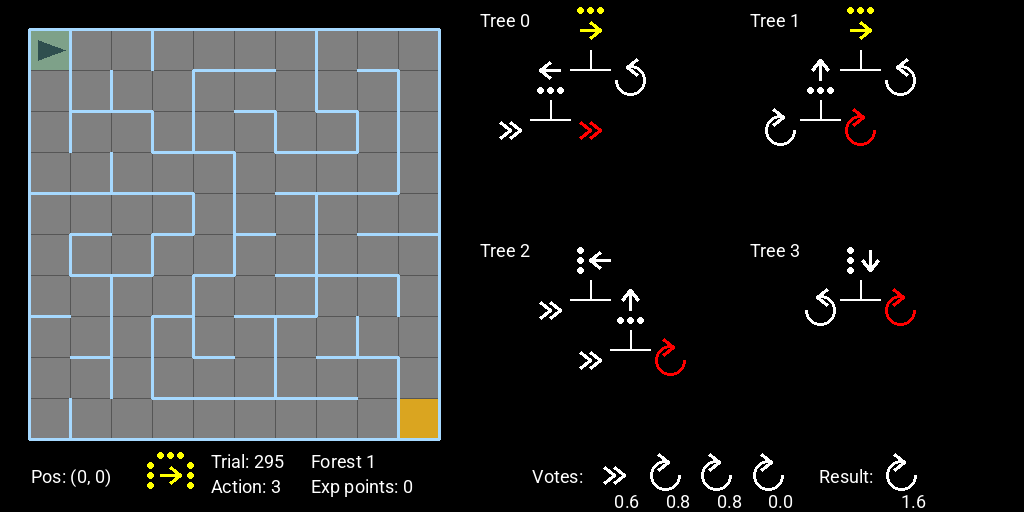 Tree 0
Tree 1
Tree 2
Tree 3
Pos: (0, 0)
Trial: 295
Forest 1
Action: 3
Exp points: 0
Votes:
Result:
0.6
0.8
0.8
0.0
1.6